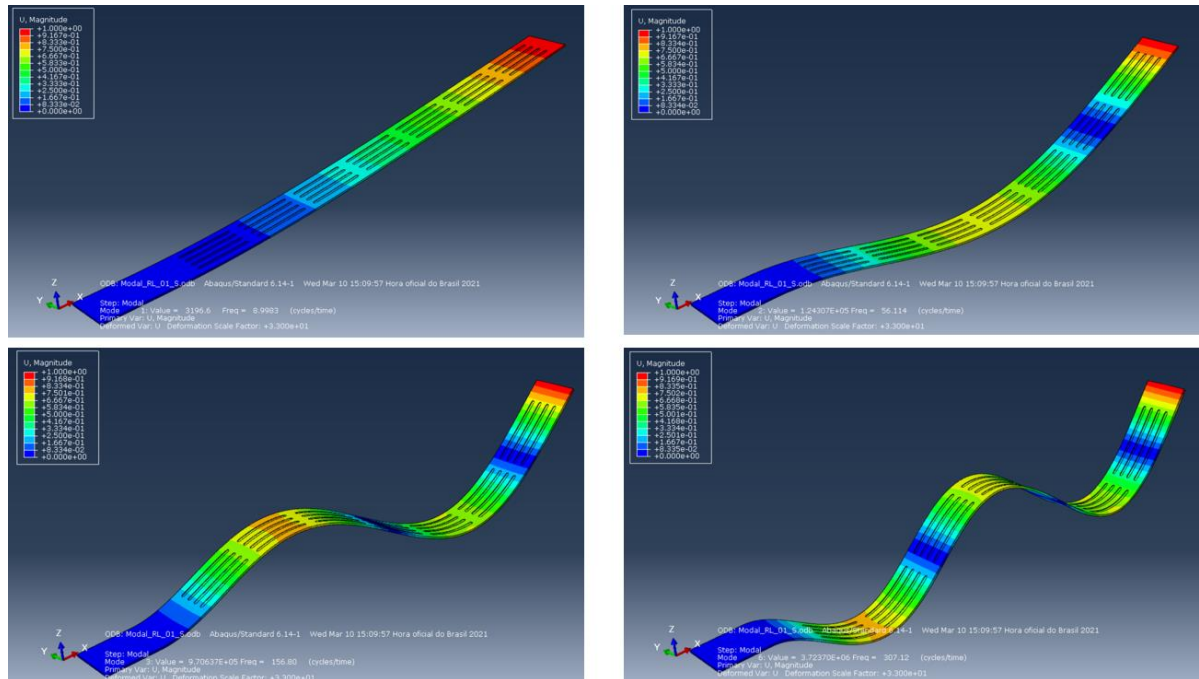 U, Magnitude
+1.000e+00
+9.167e-01
+8.333e-01
+7.500e-01
+6.667e-01
+5.833e-01
+5.000e-01
+4.167e-01
+3.333e-01
+2.500e-01
+1.667e-01
+8.333e-02
+0.000e+00
Z
Y
X
ODB: Modal_RL_01_S.odb Abaqus/Standard 6.14-1 Wed Mar 10 15:09:57 Hora oficial do Brasil 2021
Step: Modal
Mode 1: Value = 3196.6 Freq = 8.9983 (cycles/time)
Primary Var: U, Magnitude
Deformed Var: U Deformation Scale Factor: +3.300e+01
U, Magnitude
+1.000e+00
+9.167e-01
+8.334e-01
+7.500e-01
+6.667e-01
+5.834e-01
+5.000e-01
+4.167e-01
+3.334e-01
+2.500e-01
+1.667e-01
+8.334e-02
+0.000e+00
Z
Y
X
ODB: Modal_RL_01_S.odb Abaqus/Standard 6.14-1 Wed Mar 10 15:09:57 Hora oficial do Brasil 2021
Step: Modal
Mode 2: Value = 1.24307E+05 Freq = 56.114 (cycles/time)
Primary Var: U, Magnitude
Deformed Var: U Deformation Scale Factor: +3.300e+01
U, Magnitude
+1.000e+00
+9.168e-01
+8.334e-01
+7.501e-01
+6.667e-01
+5.834e-01
+5.000e-01
+4.167e-01
+3.334e-01
+2.500e-01
+1.667e-01
+8.334e-02
+0.000e+00
Z
Y
X
ODB: Modal_RL_01_S.odb Abaqus/Standard 6.14-1 Wed Mar 10 15:09:57 Hora oficial do Brasil 2021
Step: Modal
Mode 3: Value = 9.70637E+05 Freq = 156.80 (cycles/time)
Primary Var: U, Magnitude
Deformed Var: U Deformation Scale Factor: +3.300e+01
U, Magnitude
+1.000e+00
+9.169e-01
+8.335e-01
+7.502e-01
+6.668e-01
+5.835e-01
+5.001e-01
+4.168e-01
+3.334e-01
+2.501e-01
+1.667e-01
+8.335e-02
+0.000e+00
Z
Y
X
ODB: Modal_RL_01_S.odb Abaqus/Standard 6.14-1 Wed Mar 10 15:09:57 Hora oficial do Brasil 2021
Step: Modal
Mode 6: Value = 3.72370E+06 Freq = 307.12 (cycles/time)
Primary Var: U, Magnitude
Deformed Var: U Deformation Scale Factor: +3.300e+01